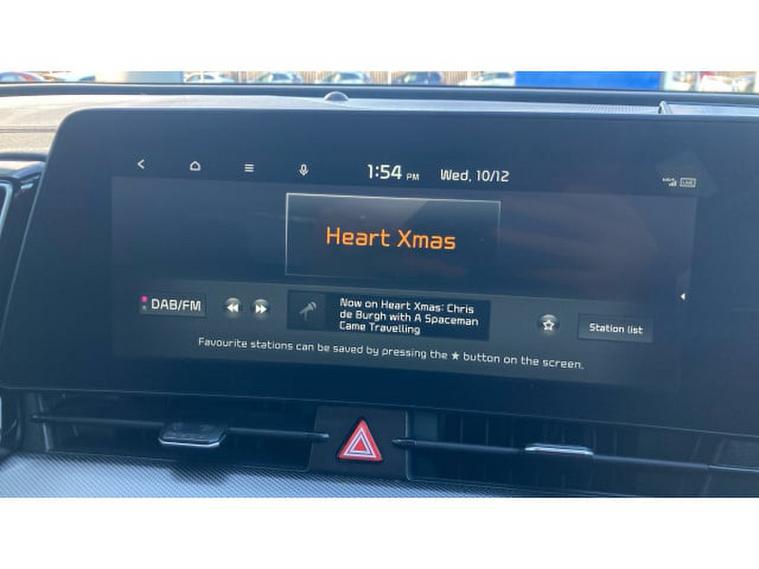 1:54 PM Wed, 10/12
Heart Xmas
DAB/FM
Now on Heart Xmas: Chris
de Burgh with A Spaceman
Came Travelling
Station list
Favourite stations can be saved by pressing the ★ button on the screen.